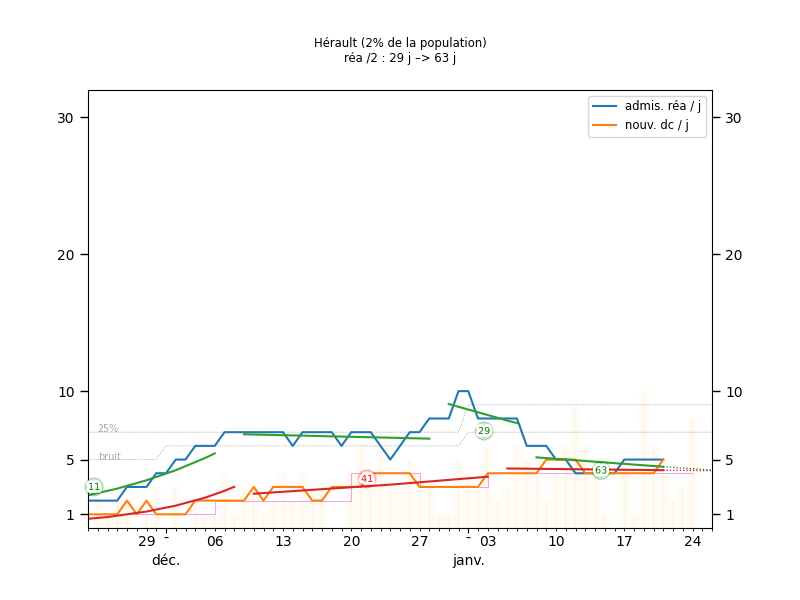 Hérault (2% de la population)
réa /2 : 29 j –> 63 j
admis. réa / j
nouv. dc / j
30 30
20 20
10 10
5 5
1 1
25%
bruit
11
41
29
63
29 - 06 13 20 27 - 03 10 17 24
déc. janv.